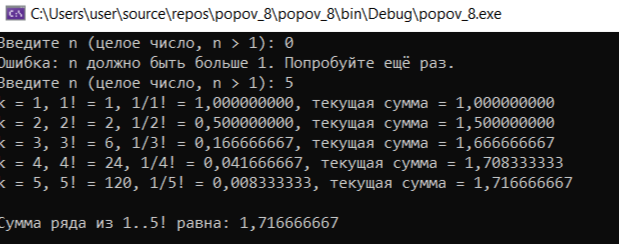 C:\Users\user\source\repos\popov_8\popov_8\bin\Debug\popov_8.exe
Введите n (целое число, n > 1): 0
Ошибка: n должно быть больше 1. Попробуйте ещё раз.
Введите n (целое число, n > 1): 5
к = 1, 1! = 1, 1/1! = 1,000000000, текущая сумма = 1,000000000
к = 2, 2! = 2, 1/2! = 0,500000000, текущая сумма = 1,500000000
к = 3, 3! = 6, 1/3! = 0,166666667, текущая сумма = 1,666666667
к = 4, 4! = 24, 1/4! = 0,041666667, текущая сумма = 1,708333333
к = 5, 5! = 120, 1/5! = 0,008333333, текущая сумма = 1,716666667
Сумма ряда из 1..5! равна: 1,716666667